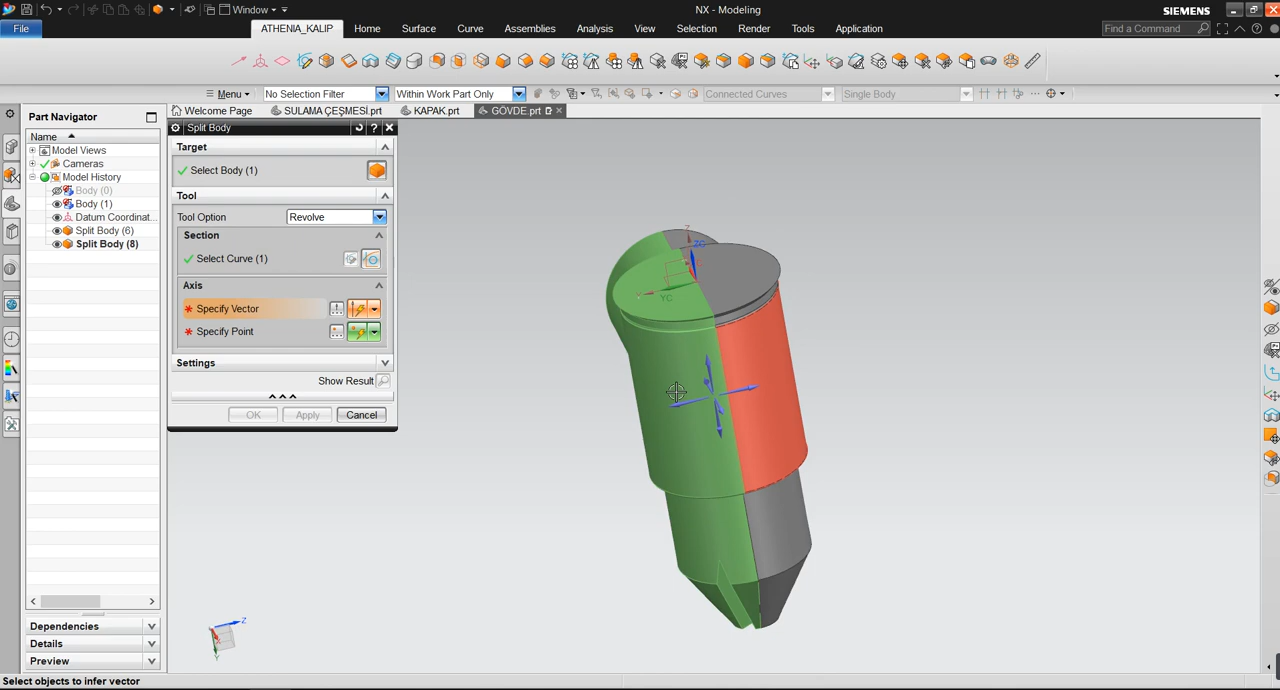 NX - Modeling
SIEMENS
Window
File
ATHENIA_KALIP
Home
Surface
Curve
Assemblies
Analysis
View
Selection
Render
Tools
Application
Find a Command
Menu
No Selection Filter
Within Work Part Only
Connected Curves
Single Body
Part Navigator
Welcome Page
SULAMA ÇEŞMESİ.prt
KAPAK.prt
GÖVDE.prt
Name
Model Views
Cameras
Model History
Body (0)
Body (1)
Datum Coordinat...
Split Body (6)
Split Body (8)
Split Body
Target
Select Body (1)
Tool
Tool Option
Revolve
Section
Select Curve (1)
Axis
* Specify Vector
* Specify Point
Settings
Show Result
OK
Apply
Cancel
Z
ZC
Y
YC
Z
X
Y
Dependencies
Details
Preview
Select objects to infer vector